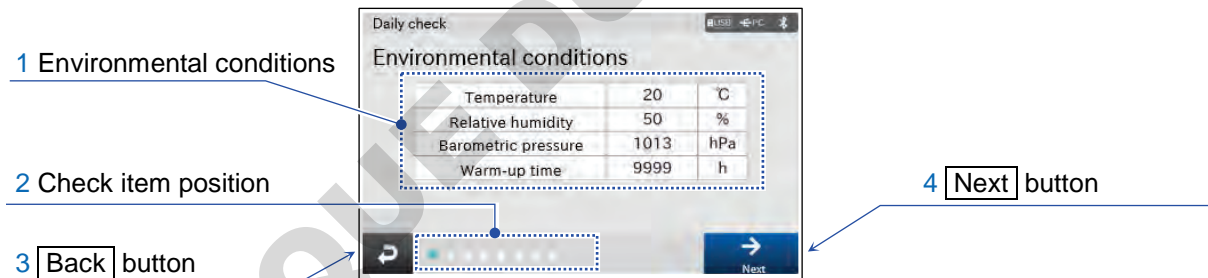 Daily check
USB PC
1 Environmental conditions
Environmental conditions
Temperature 20 ℃
Relative humidity 50 %
Barometric pressure 1013 hPa
Warm-up time 9999 h
2 Check item position
4 Next button
3 Back button
Next